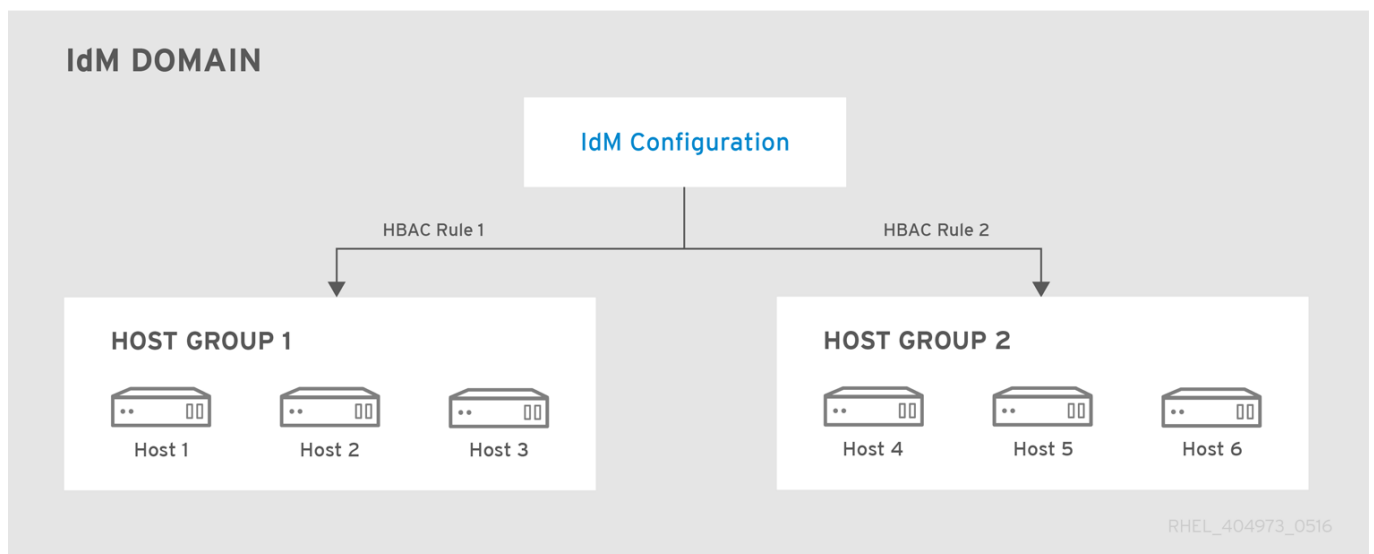 IdM DOMAIN
IdM Configuration
HBAC Rule 1
HBAC Rule 2
HOST GROUP 1
Host 1
Host 2
Host 3
HOST GROUP 2
Host 4
Host 5
Host 6
RHEL_404973_0516